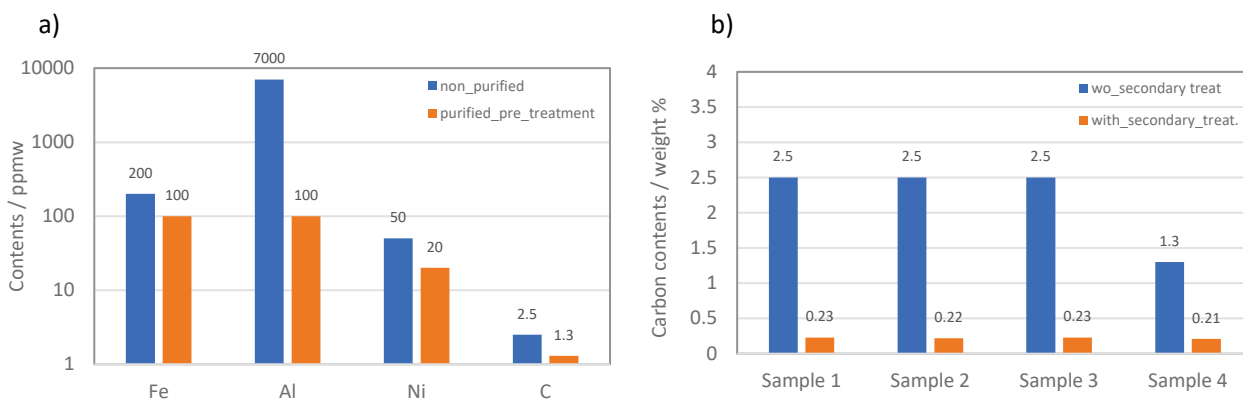 a)
Contents / ppmw
10000
1000
100
10
1
non_purified
purified_pre_treatment
200
100
7000
100
50
20
2.5
1.3
Fe
Al
Ni
C
b)
Carbon contents / weight %
4
3.5
3
2.5
2
1.5
1
0.5
0
wo_secondary treat
with_secondary_treat.
2.5
0.23
2.5
0.22
2.5
0.23
1.3
0.21
Sample 1
Sample 2
Sample 3
Sample 4